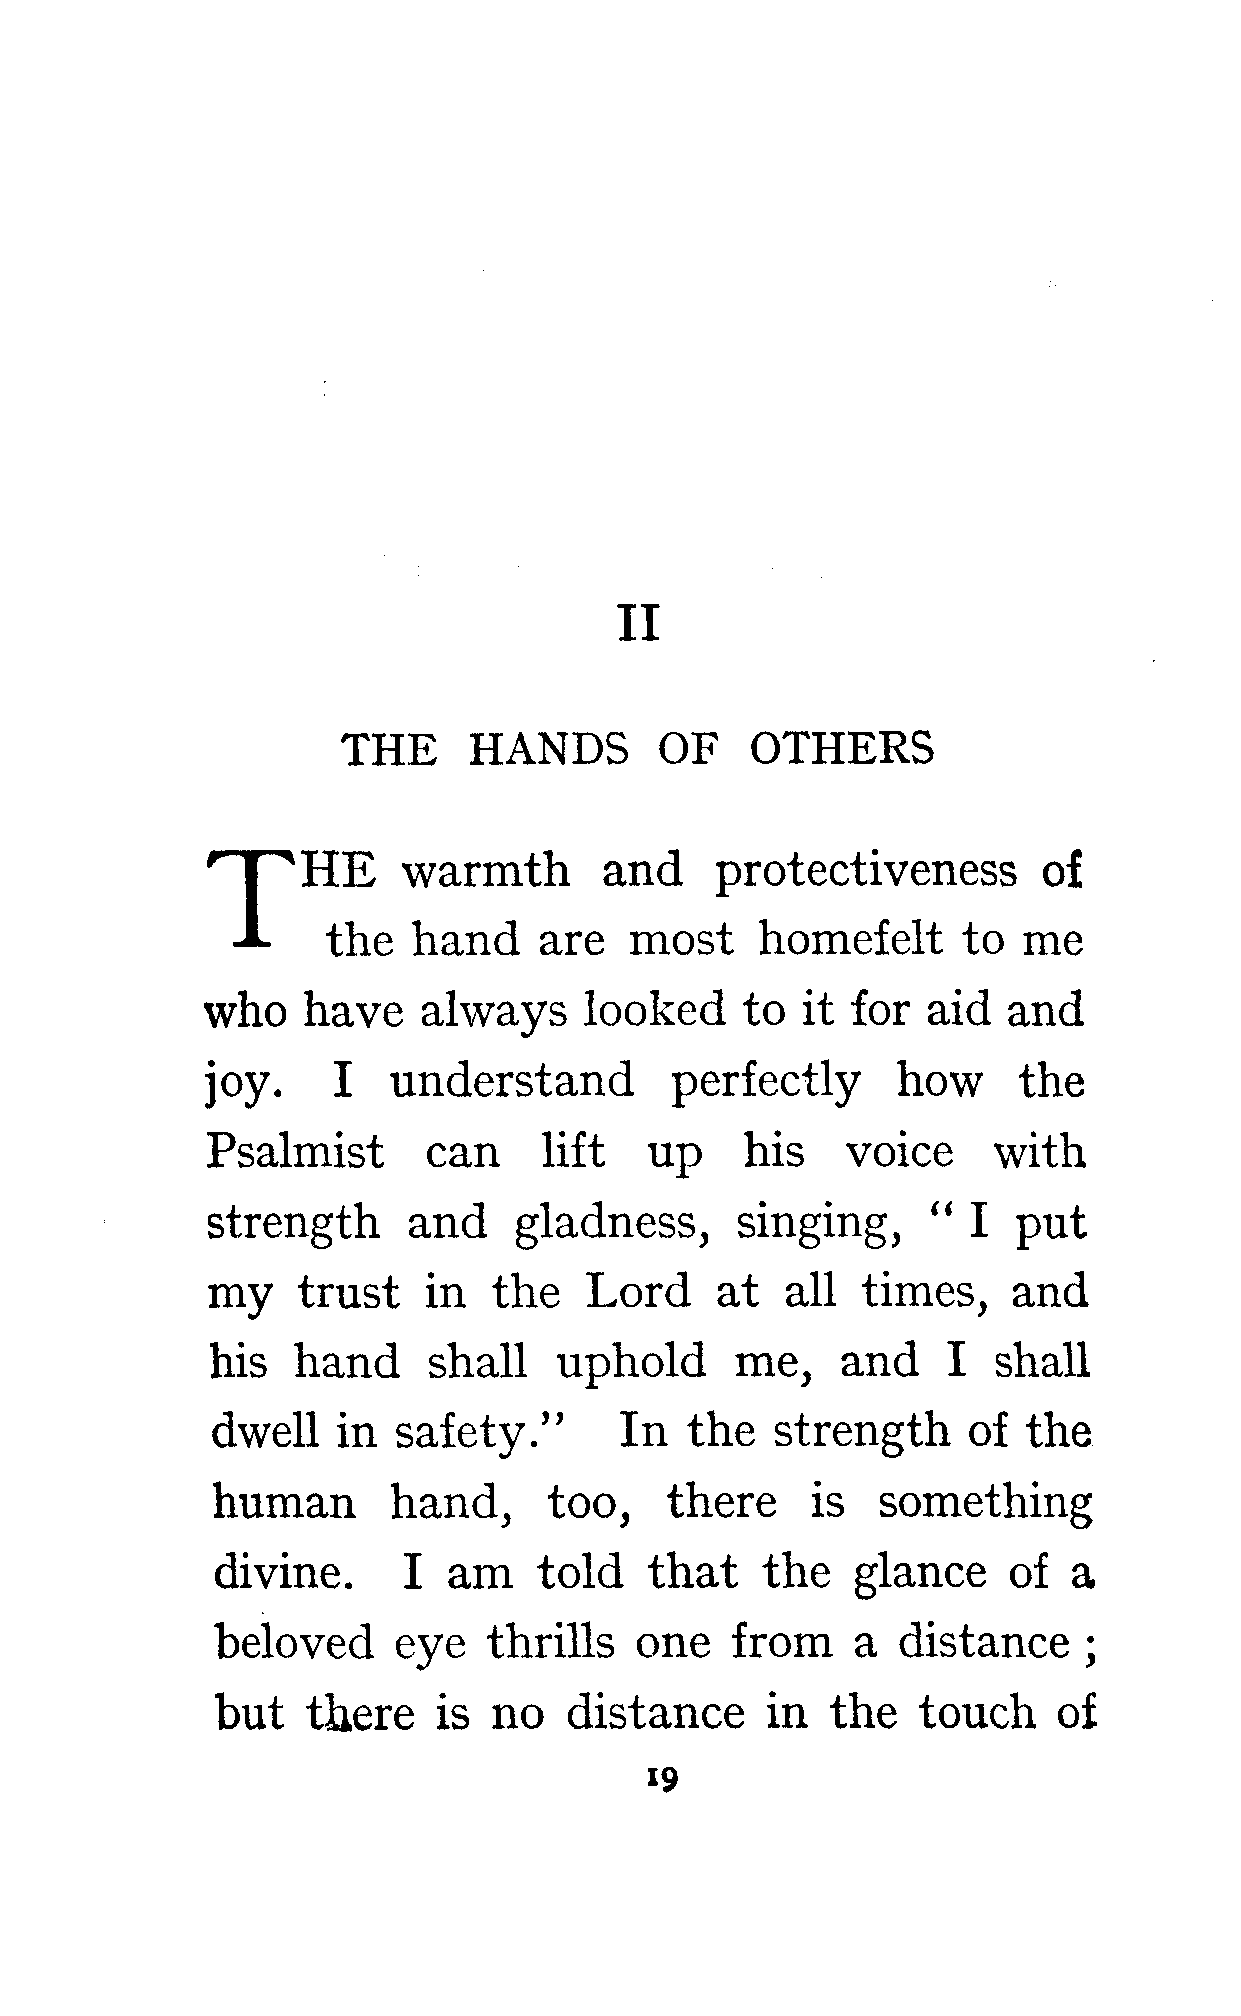 II
THE HANDS OF OTHERS
THE warmth and protectiveness of
the hand are most homefelt to me
who have always looked to it for aid and
joy. I understand perfectly how the
Psalmist can lift up his voice with
strength and gladness, singing, “ I put
my trust in the Lord at all times, and
his hand shall uphold me, and I shall
dwell in safety.” In the strength of the
human hand, too, there is something
divine. I am told that the glance of a
beloved eye thrills one from a distance ;
but there is no distance in the touch of
19